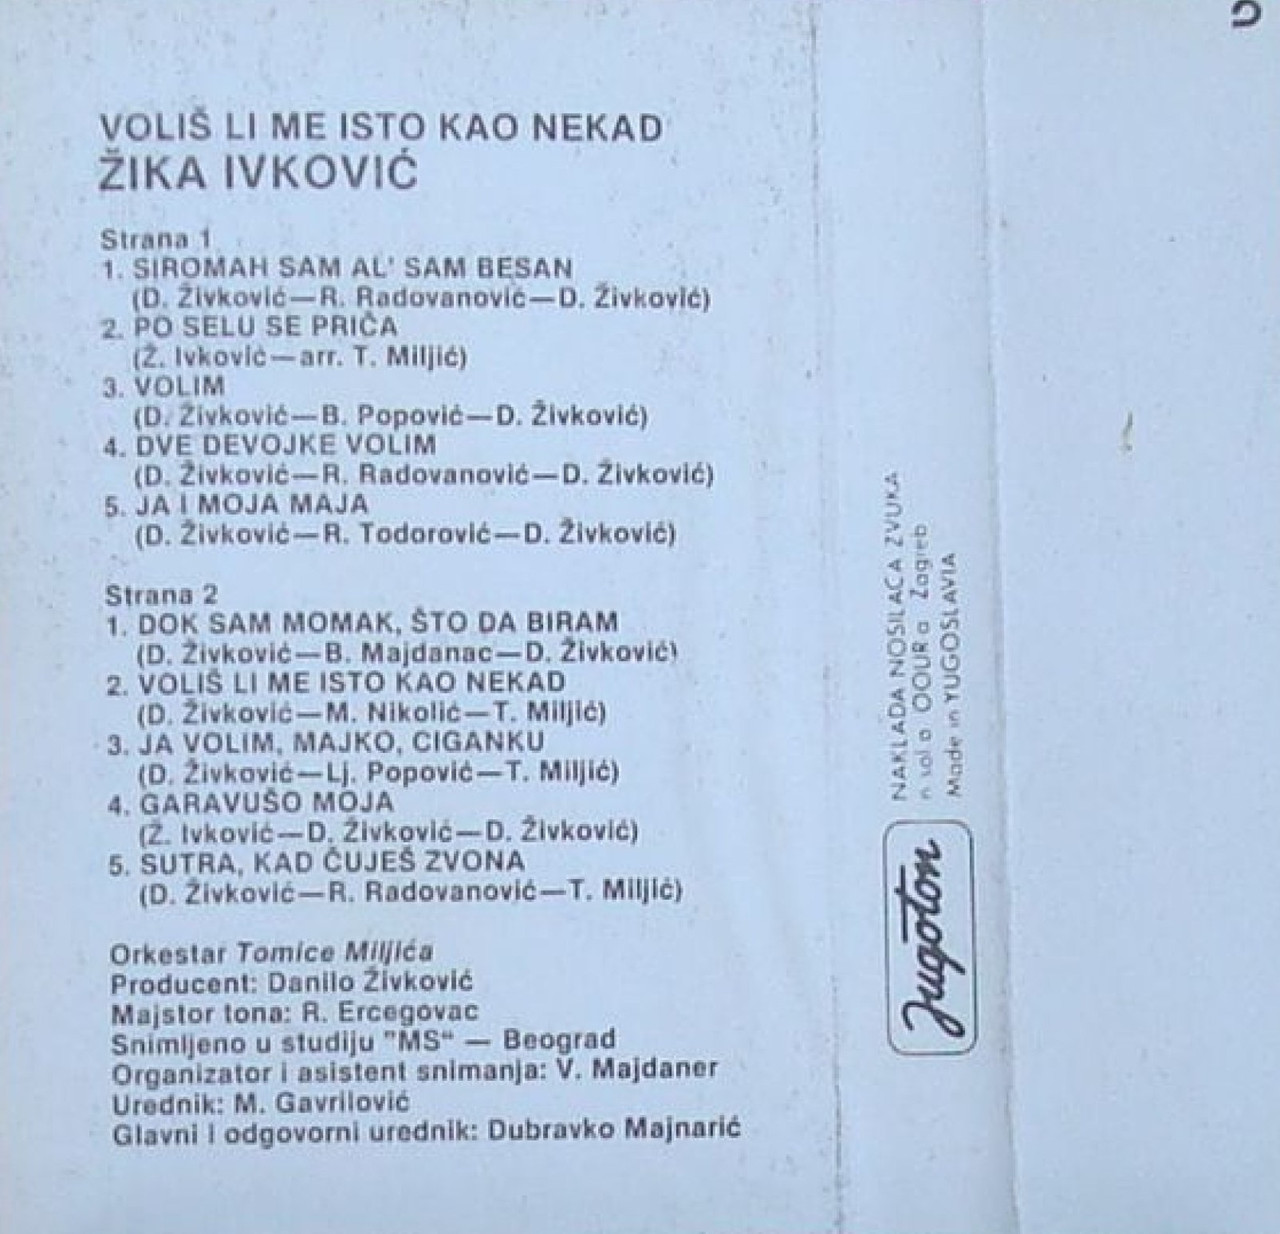 VOLIŠ LI ME ISTO KAO NEKAD
ŽIKA IVKOVIĆ
Strana 1
1. SIROMAH SAM AL' SAM BESAN
(D. Živković—R. Radovanović—D. Živković)
2. PO SELU SE PRIČA
(Ž. Ivković—arr. T. Miljić)
3. VOLIM
(D. Živković—B. Popović—D. Živković)
4. DVE DEVOJKE VOLIM
(D. Živković—R. Radovanović—D. Živković)
5. JA I MOJA MAJA
(D. Živković—R. Todorović—D. Živković)
Strana 2
1. DOK SAM MOMAK, ŠTO DA BIRAM
(D. Živković—B. Majdanac—D. Živković)
2. VOLIŠ LI ME ISTO KAO NEKAD
(D. Živković—M. Nikolić—T. Miljić)
3. JA VOLIM, MAJKO, CIGANKU
(D. Živković—Lj. Popović—T. Miljić)
4. GARAVUŠO MOJA
(Ž. Ivković—D. Živković—D. Živković)
5. SUTRA, KAD ČUJEŠ ZVONA
(D. Živković—R. Radovanović—T. Miljić)
Orkestar Tomice Miljića
Producent: Danilo Živković
Majstor tona: R. Ercegovac
Snimljeno u studiju "MS" — Beograd
Organizator i asistent snimanja: V. Majdaner
Urednik: M. Gavrilović
Glavni i odgovorni urednik: Dubravko Majnarić
Jugoton
NAKLADA NOSILACA ZVUKA
n sol o OOUR a Zagreb
Made in YUGOSLAVIA